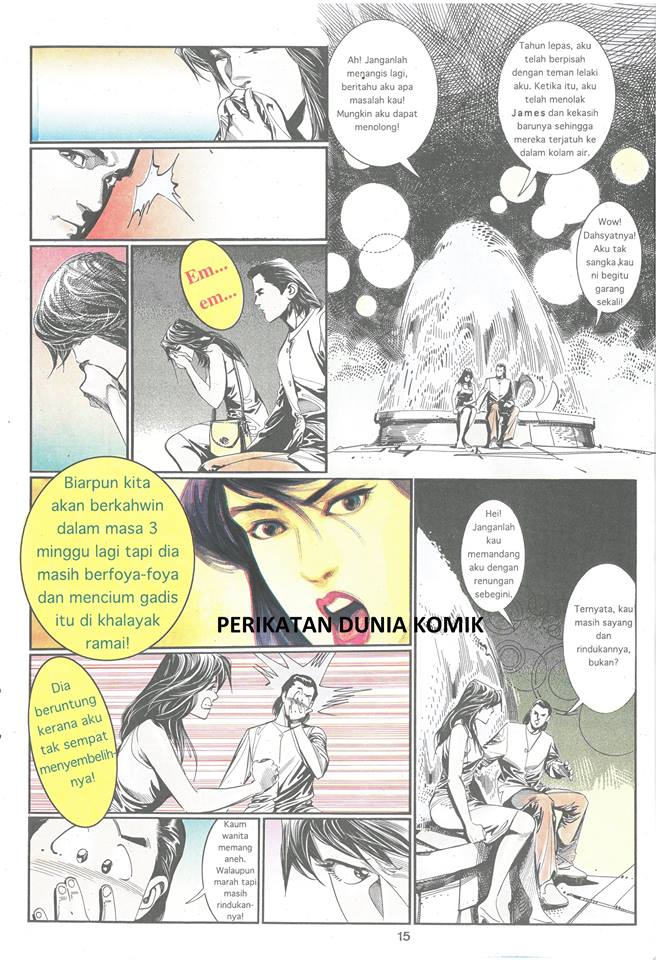 Ah! Janganlah
menangis lagi,
beritahu aku apa
masalah kau!
Mungkin aku dapat
menolong!
Tahun lepas, aku
telah berpisah
dengan teman lelaki
aku. Ketika itu, aku
telah menolak
James dan kekasih
barunya sehingga
mereka terjatuh ke
dalam kolam air.
Wow!
Dahsyatnya!
Aku tak
sangka,kau
ni begitu
garang
sekali!
Em...
em...
Biarpun kita
akan berkahwin
dalam masa 3
minggu lagi tapi dia
masih berfoya-foya
dan mencium gadis
itu di khalayak
ramai!
PERIKATAN DUNIA KOMIK
Dia
beruntung
kerana aku
tak sempat
menyembelih-
nya!
Kaum
wanita
memang
aneh.
Walaupun
marah tapi
masih
rindukan-
nya!
Hei!
Janganlah
kau
memandang
aku dengan
renungan
sebegini.
Ternyata, kau
masih sayang
dan
rindukannya,
bukan?
15